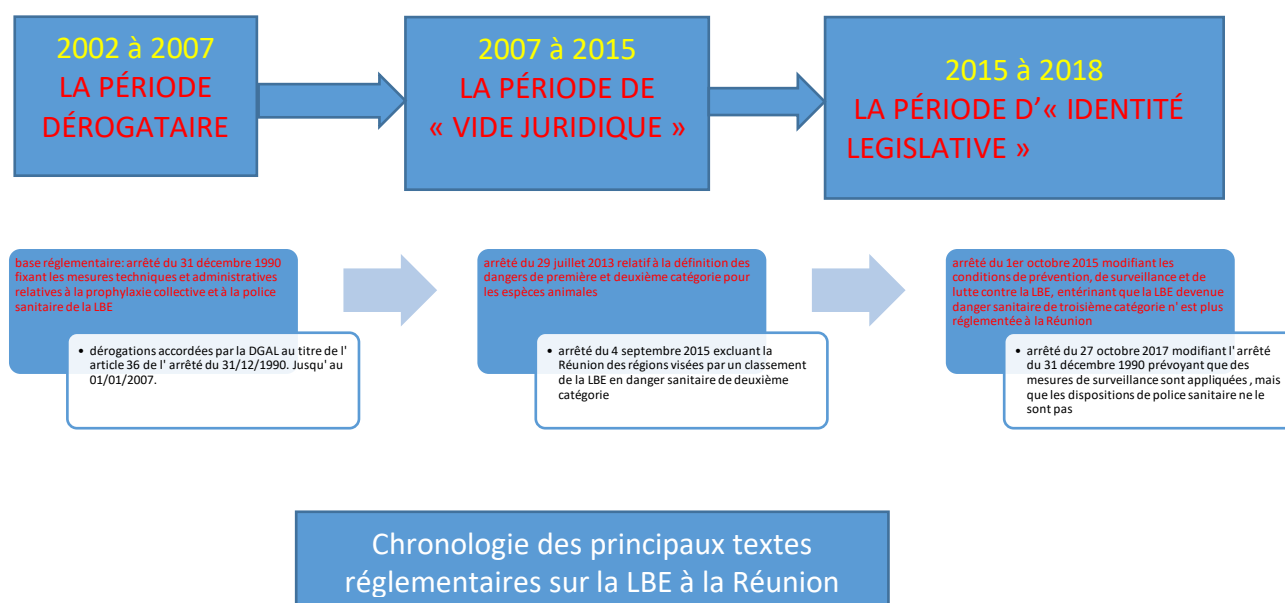 2002 à 2007
LA PÉRIODE
DÉROGATAIRE
2007 à 2015
LA PÉRIODE DE
« VIDE JURIDIQUE »
2015 à 2018
LA PÉRIODE D’« IDENTITÉ
LEGISLATIVE »
base réglementaire: arrêté du 31 décembre 1990
fixant les mesures techniques et administratives
relatives à la prophylaxie collective et à la police
sanitaire de la LBE
• dérogations accordées par la DGAL au titre de l'
article 36 de l' arrêté du 31/12/1990. Jusqu' au
01/01/2007.
arrêté du 29 juillet 2013 relatif à la définition des
dangers de première et deuxième catégorie pour
les espèces animales
• arrêté du 4 septembre 2015 excluant la
Réunion des régions visées par un classement
de la LBE en danger sanitaire de deuxième
catégorie
arrêté du 1er octobre 2015 modifiant les
conditions de prévention, de surveillance et de
lutte contre la LBE, entérinant que la LBE devenue
danger sanitaire de troisième catégorie n' est plus
réglementée à la Réunion
• arrêté du 27 octobre 2017 modifiant l'arrêté
du 31 décembre 1990 prévoyant que des
mesures de surveillance sont appliquées , mais
que les dispositions de police sanitaire ne le
sont pas
Chronologie des principaux textes
réglementaires sur la LBE à la Réunion